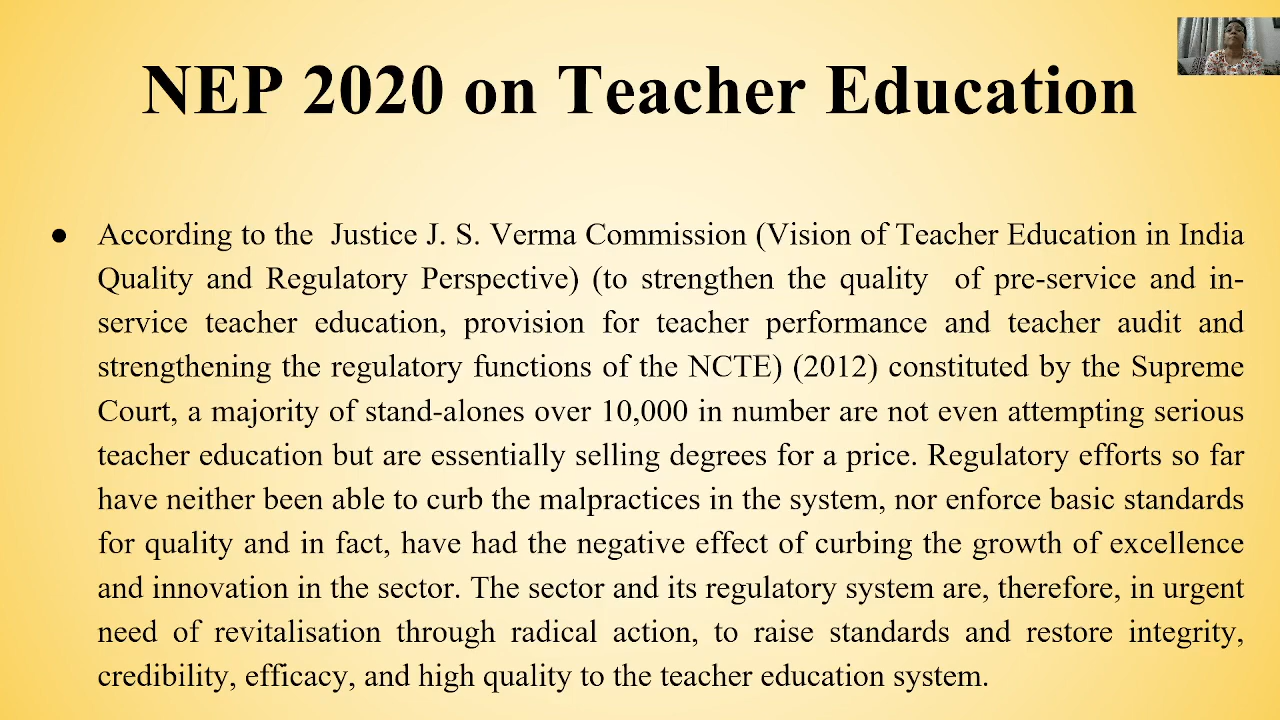 NEP 2020 on Teacher Education
● According to the Justice J. S. Verma Commission (Vision of Teacher Education in India
Quality and Regulatory Perspective) (to strengthen the quality of pre-service and in-
service teacher education, provision for teacher performance and teacher audit and
strengthening the regulatory functions of the NCTE) (2012) constituted by the Supreme
Court, a majority of stand-alones over 10,000 in number are not even attempting serious
teacher education but are essentially selling degrees for a price. Regulatory efforts so far
have neither been able to curb the malpractices in the system, nor enforce basic standards
for quality and in fact, have had the negative effect of curbing the growth of excellence
and innovation in the sector. The sector and its regulatory system are, therefore, in urgent
need of revitalisation through radical action, to raise standards and restore integrity,
credibility, efficacy, and high quality to the teacher education system.